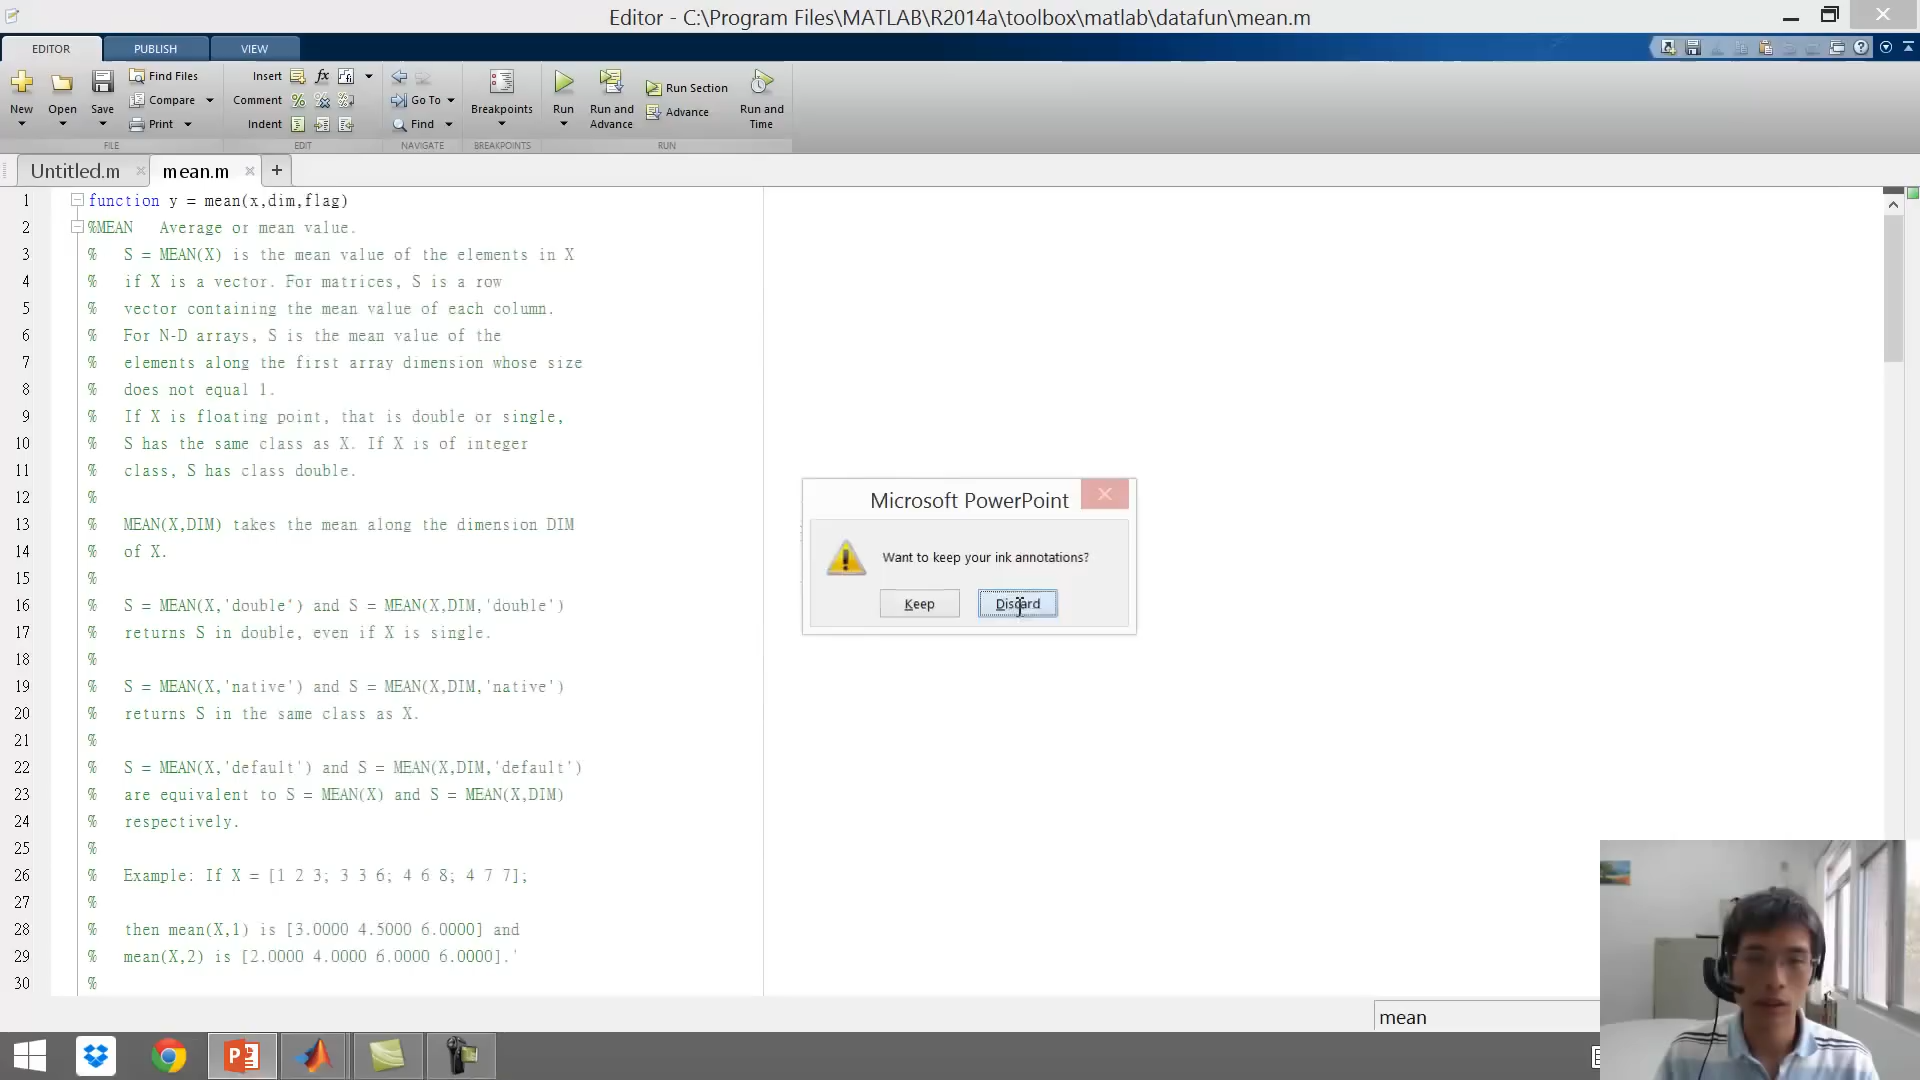 Editor - C:\Program Files\MATLAB\R2014a\toolbox\matlab\datafun\mean.m
EDITOR PUBLISH VIEW
New Open Save Find Files Compare Print
Insert fx Comment Indent
Go To Find
Breakpoints
Run Run and Advance Run Section Advance Run and Time
FILE EDIT NAVIGATE BREAKPOINTS RUN
Untitled.m × mean.m × +
1 function y = mean(x,dim,flag)
2 %MEAN Average or mean value.
3 % S = MEAN(X) is the mean value of the elements in X
4 % if X is a vector. For matrices, S is a row
5 % vector containing the mean value of each column.
6 % For N-D arrays, S is the mean value of the
7 % elements along the first array dimension whose size
8 % does not equal 1.
9 % If X is floating point, that is double or single,
10 % S has the same class as X. If X is of integer
11 % class, S has class double.
12 %
13 % MEAN(X,DIM) takes the mean along the dimension DIM
14 % of X.
15 %
16 % S = MEAN(X,'double') and S = MEAN(X,DIM,'double')
17 % returns S in double, even if X is single.
18 %
19 % S = MEAN(X,'native') and S = MEAN(X,DIM,'native')
20 % returns S in the same class as X.
21 %
22 % S = MEAN(X,'default') and S = MEAN(X,DIM,'default')
23 % are equivalent to S = MEAN(X) and S = MEAN(X,DIM)
24 % respectively.
25 %
26 % Example: If X = [1 2 3; 3 3 6; 4 6 8; 4 7 7];
27 %
28 % then mean(X,1) is [3.0000 4.5000 6.0000] and
29 % mean(X,2) is [2.0000 4.0000 6.0000 6.0000].'
30 %
Microsoft PowerPoint
Want to keep your ink annotations?
Keep Discard
mean